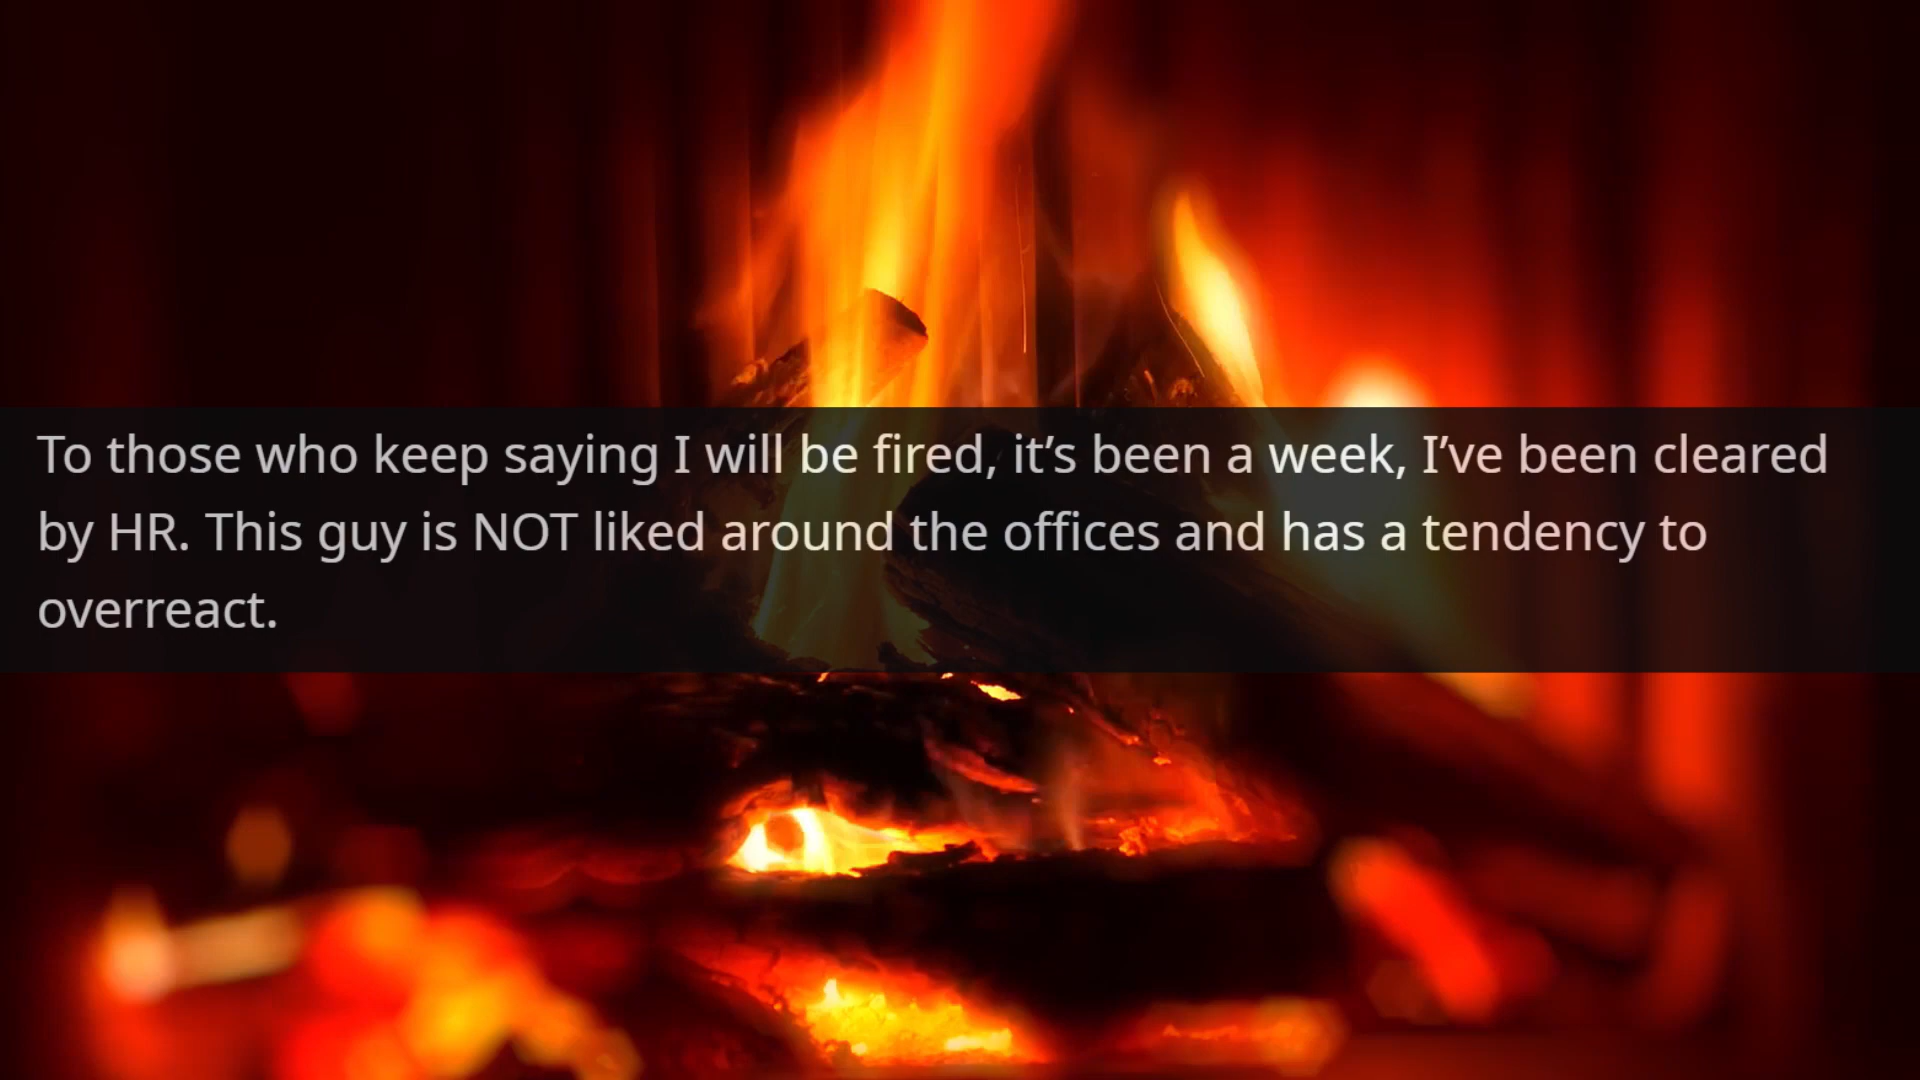 To those who keep saying I will be fired, it’s been a week, I’ve been cleared
by HR. This guy is NOT liked around the offices and has a tendency to
overreact.